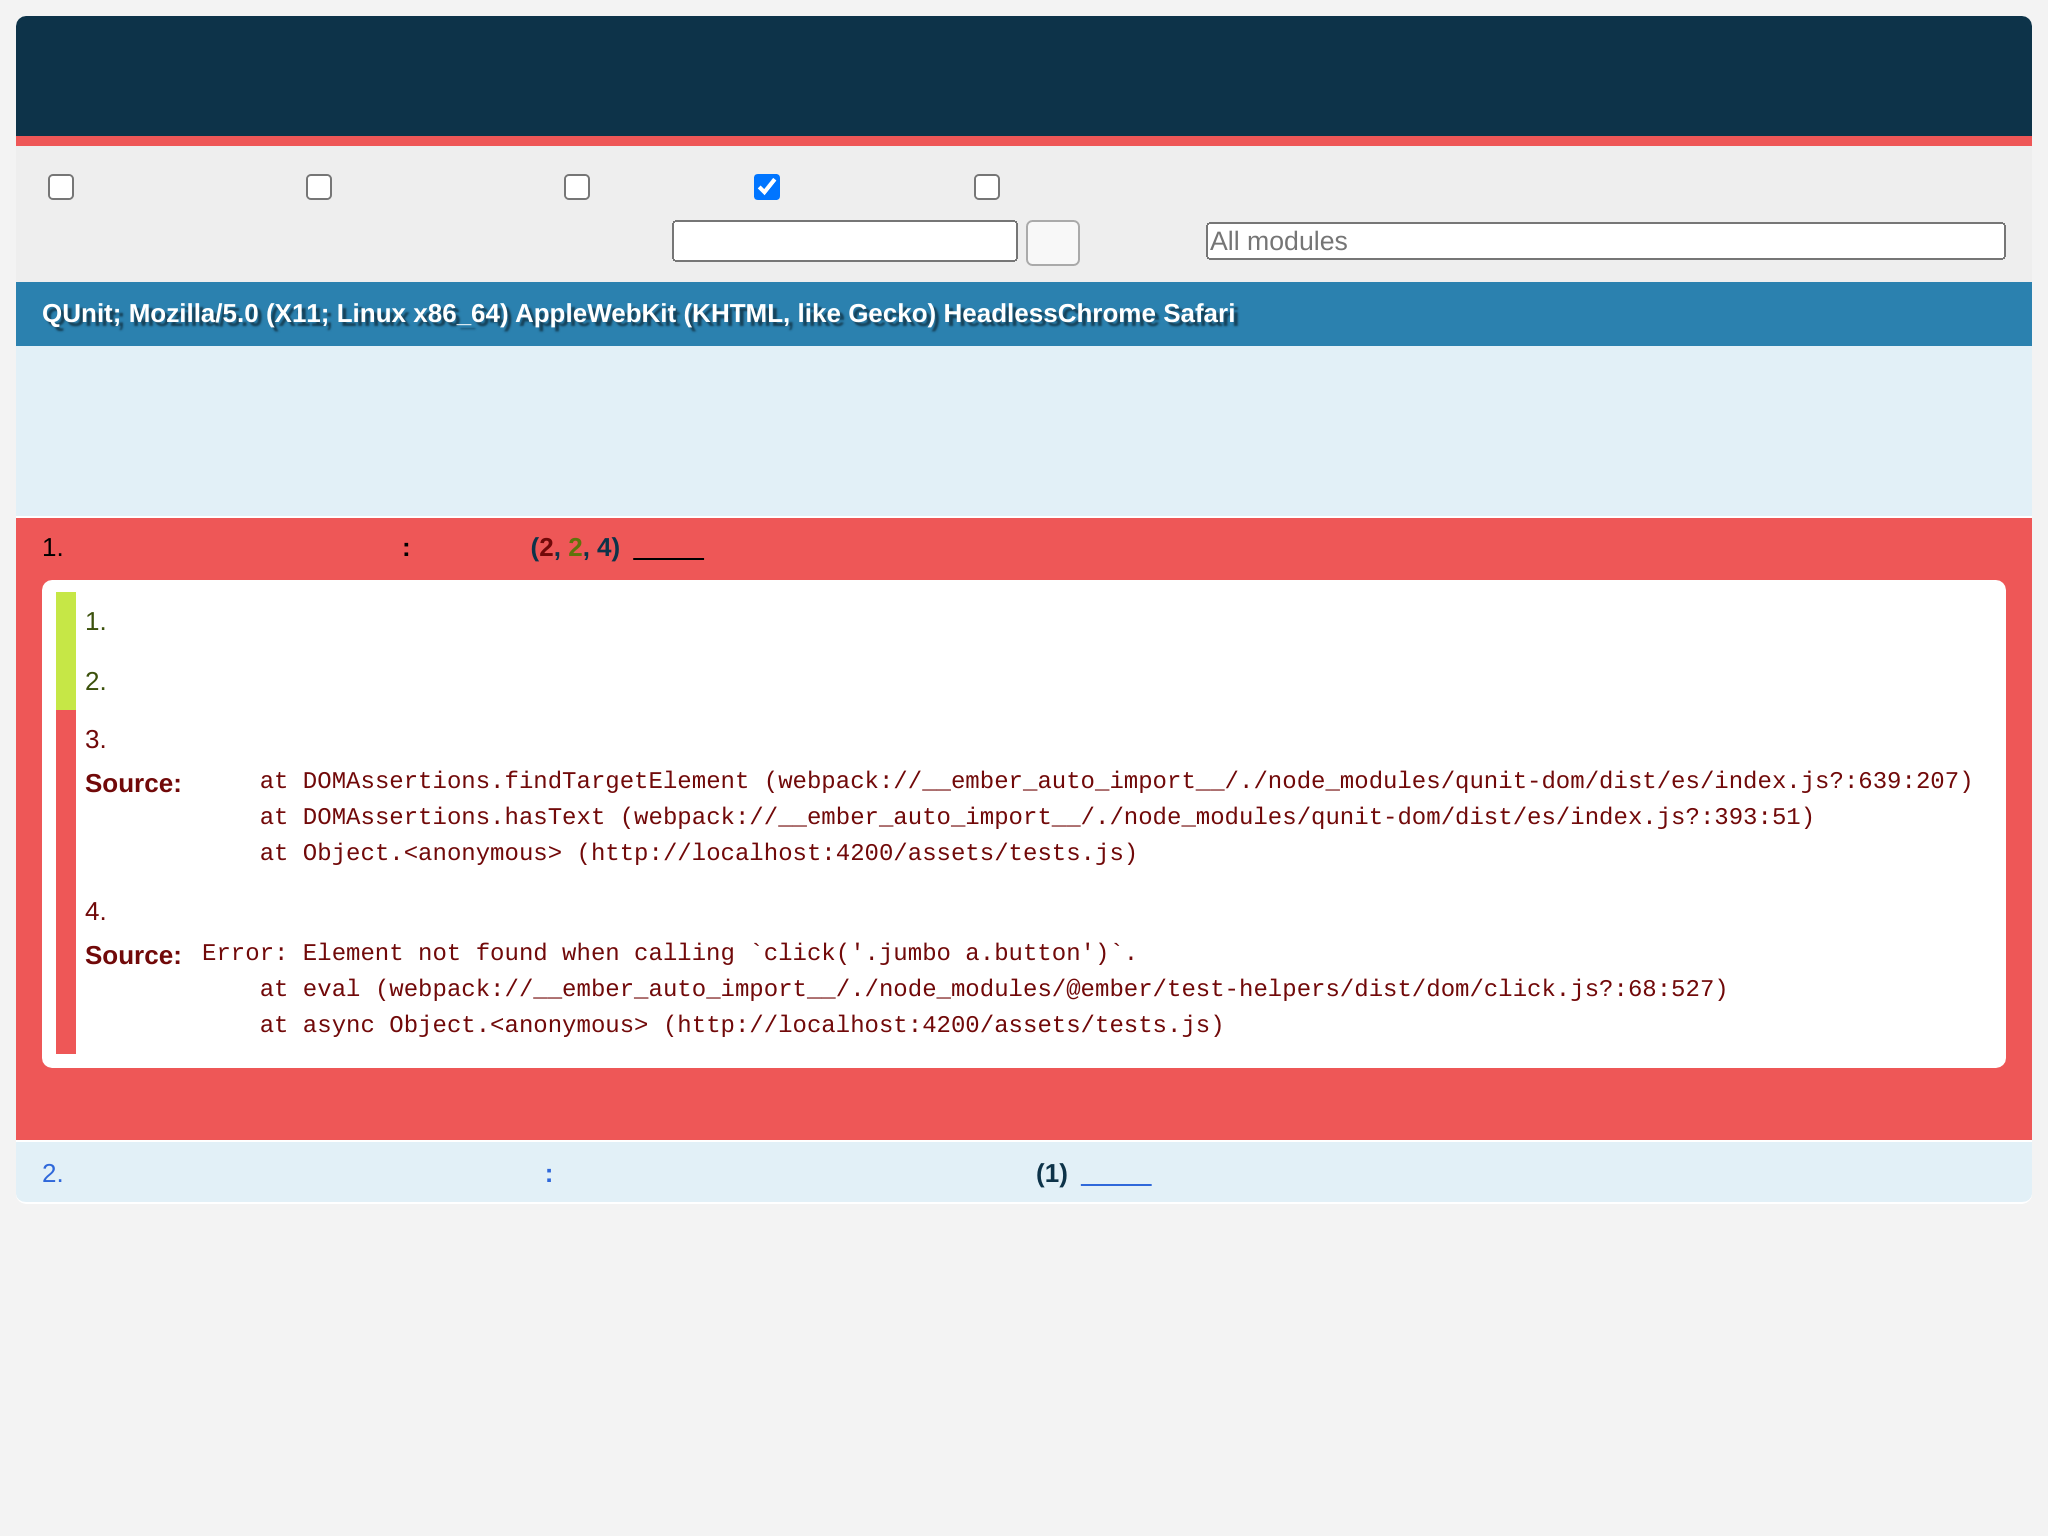 All modules
QUnit; Mozilla/5.0 (X11; Linux x86_64) AppleWebKit (KHTML, like Gecko) HeadlessChrome Safari
1. : (2, 2, 4)
1.
2.
3.
Source: at DOMAssertions.findTargetElement (webpack://__ember_auto_import__/./node_modules/qunit-dom/dist/es/index.js?:639:207)
at DOMAssertions.hasText (webpack://__ember_auto_import__/./node_modules/qunit-dom/dist/es/index.js?:393:51)
at Object.<anonymous> (http://localhost:4200/assets/tests.js)
4.
Source: Error: Element not found when calling `click('.jumbo a.button')`.
at eval (webpack://__ember_auto_import__/./node_modules/@ember/test-helpers/dist/dom/click.js?:68:527)
at async Object.<anonymous> (http://localhost:4200/assets/tests.js)
2. : (1)